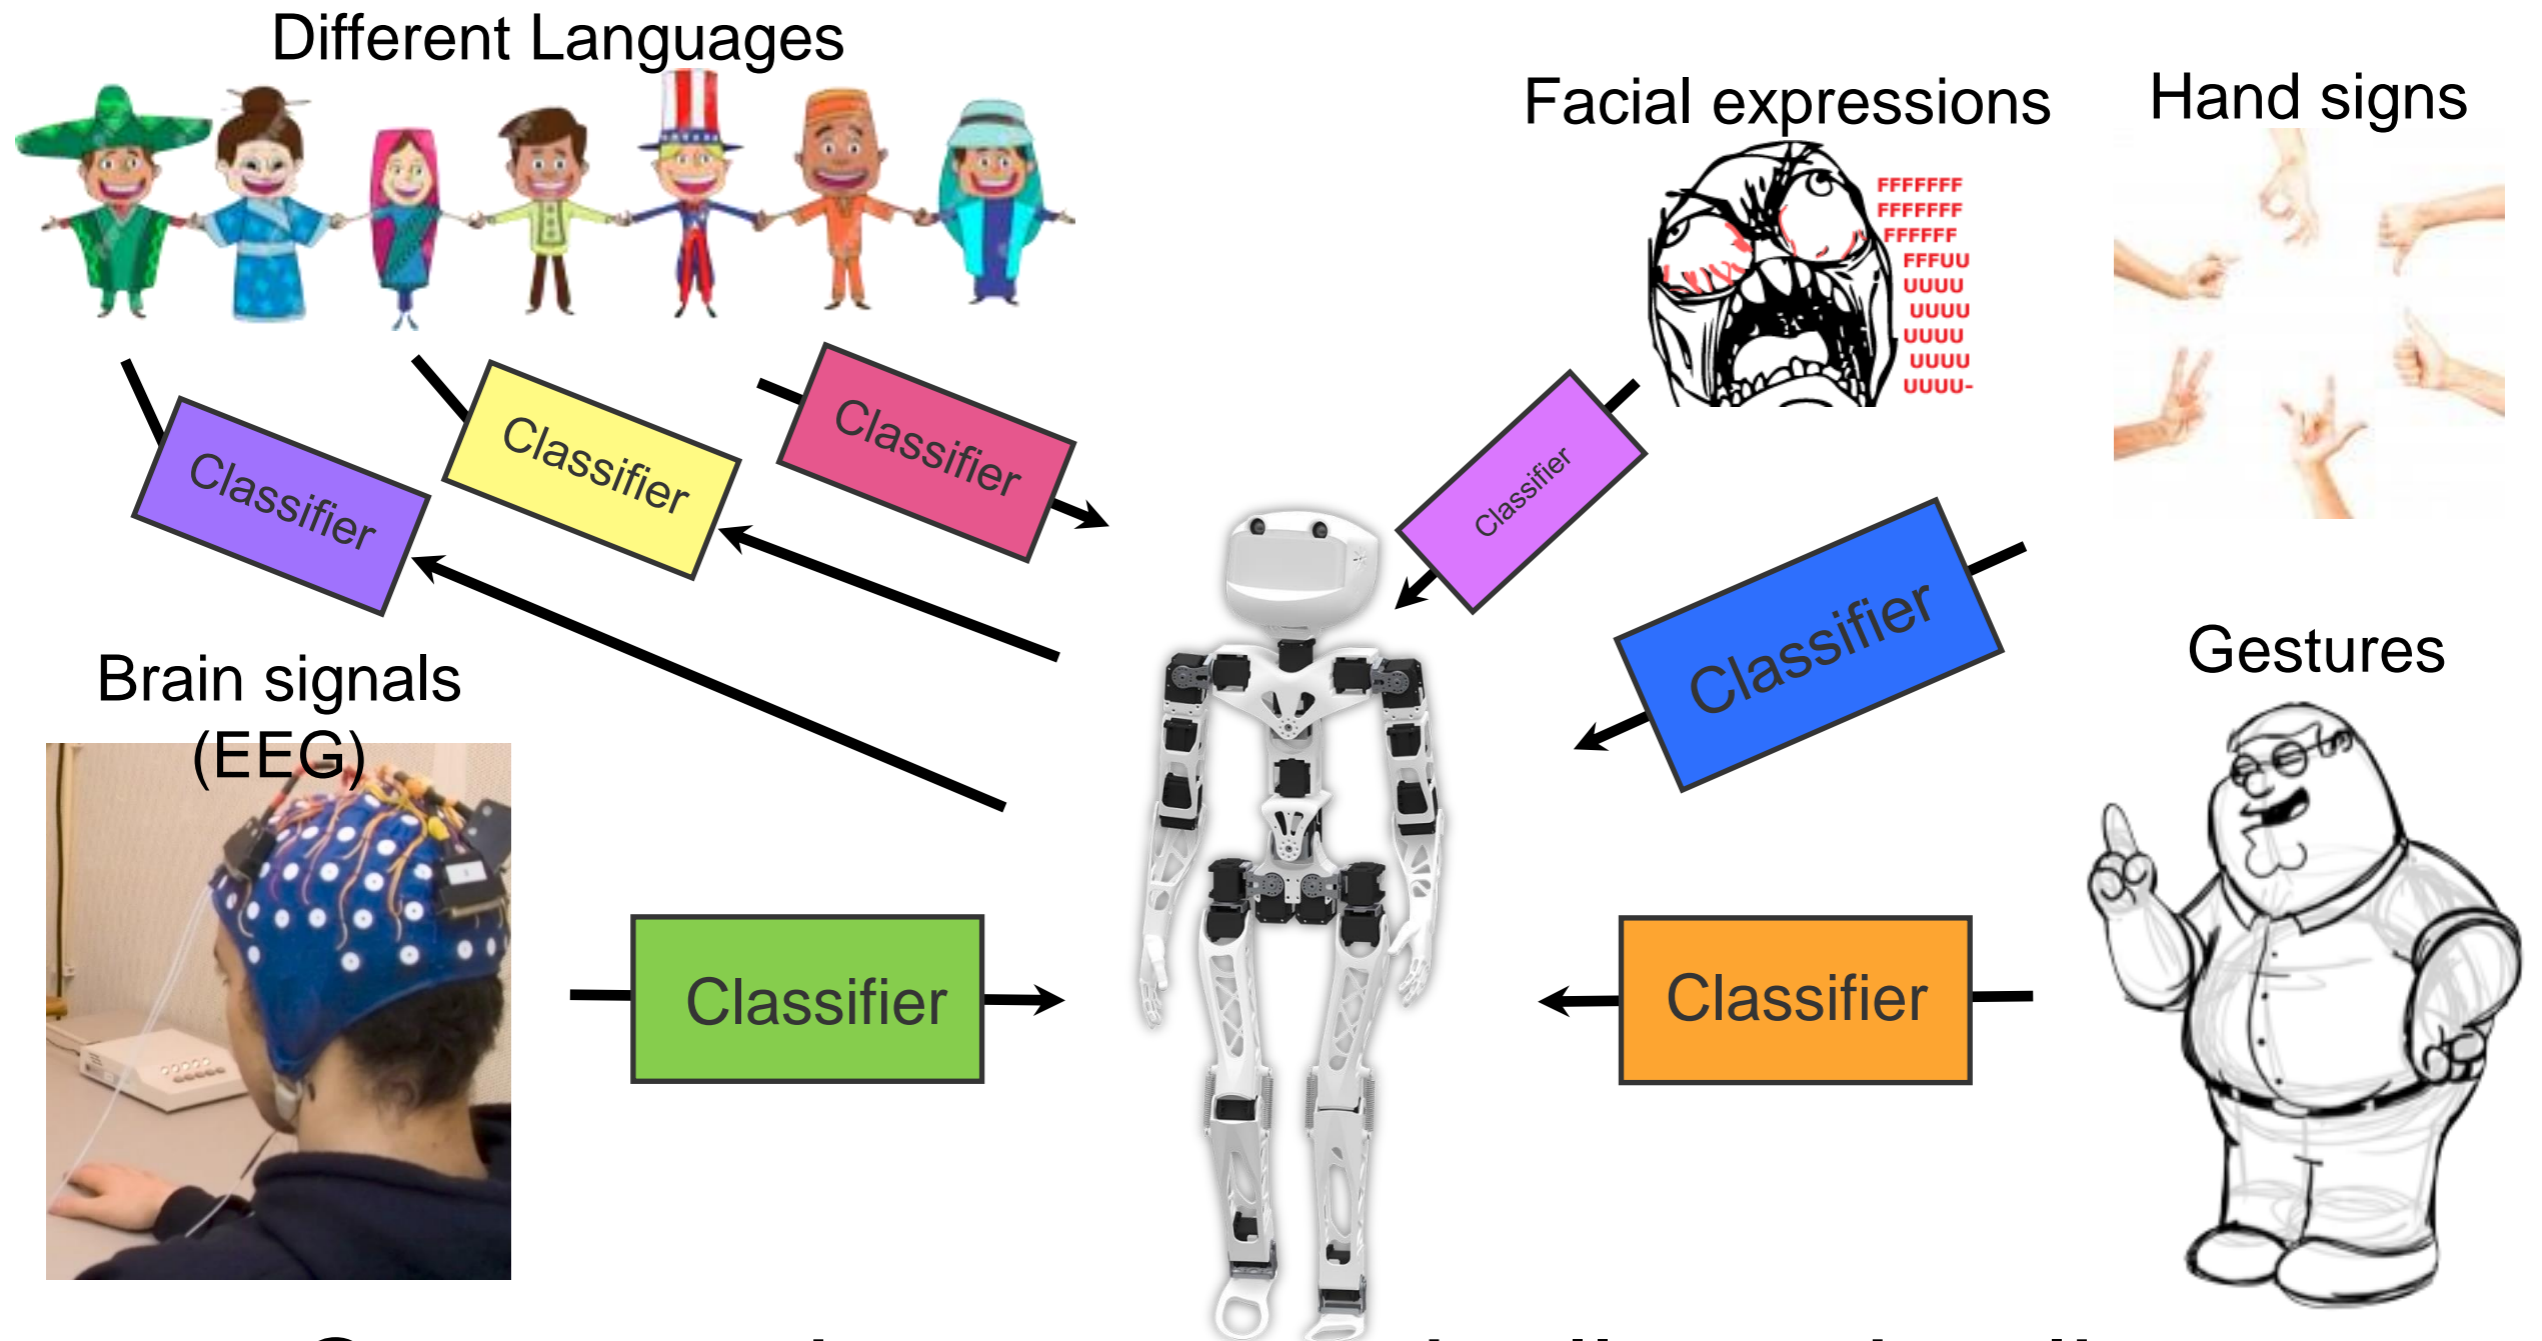 Different Languages
Facial expressions
Hand signs
FFFFFFF
FFFFFFF
FFFFFF
FFFUU
UUUU
UUUU
UUUU
UUUU
UUUU-
Classifier
Classifier
Classifier
Classifier
Classifier
Brain signals
(EEG)
Gestures
Classifier
Classifier